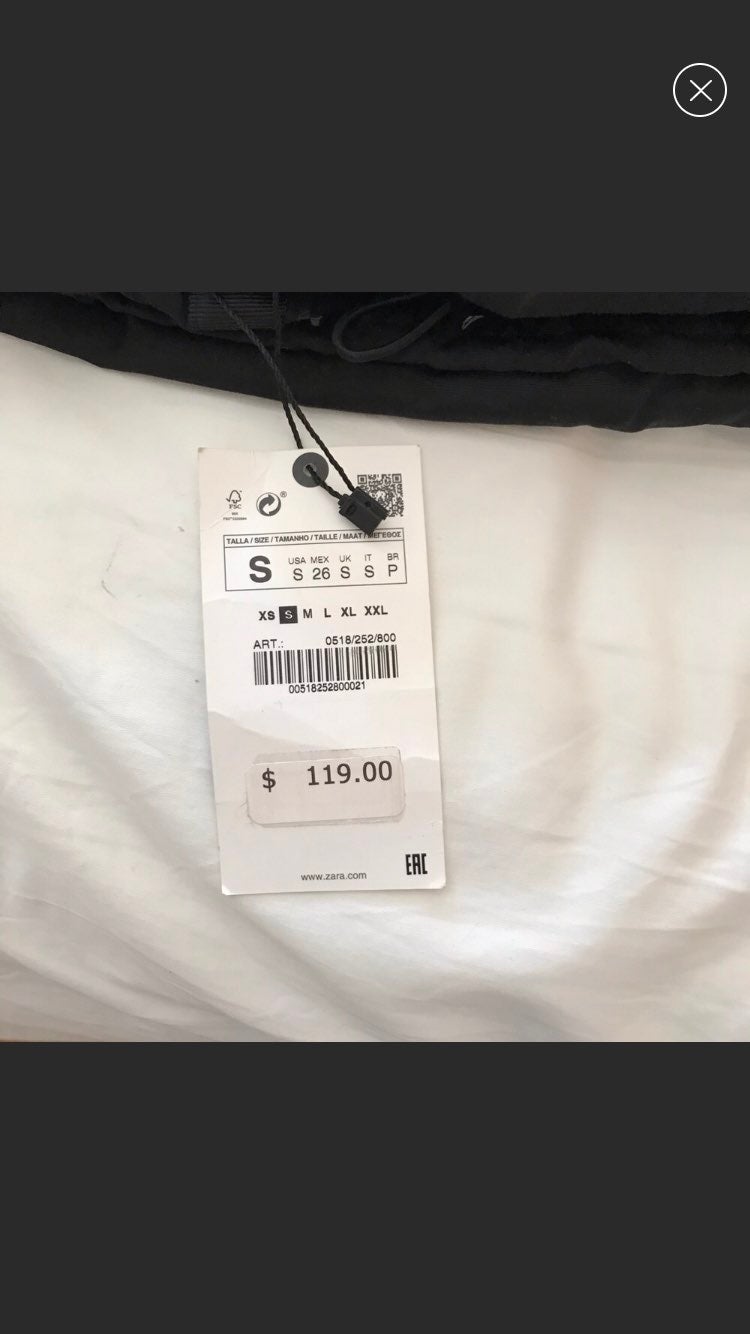 FSC
®
TALLA / SIZE / TAMANHO / TAILLE / MAAT / ΜΕΓΕΘΟΣ
S
USA MEX UK IT BR
S 26 S S P
XS S M L XL XXL
ART.: 0518/252/800
00518252800021
$ 119.00
EAC
www.zara.com